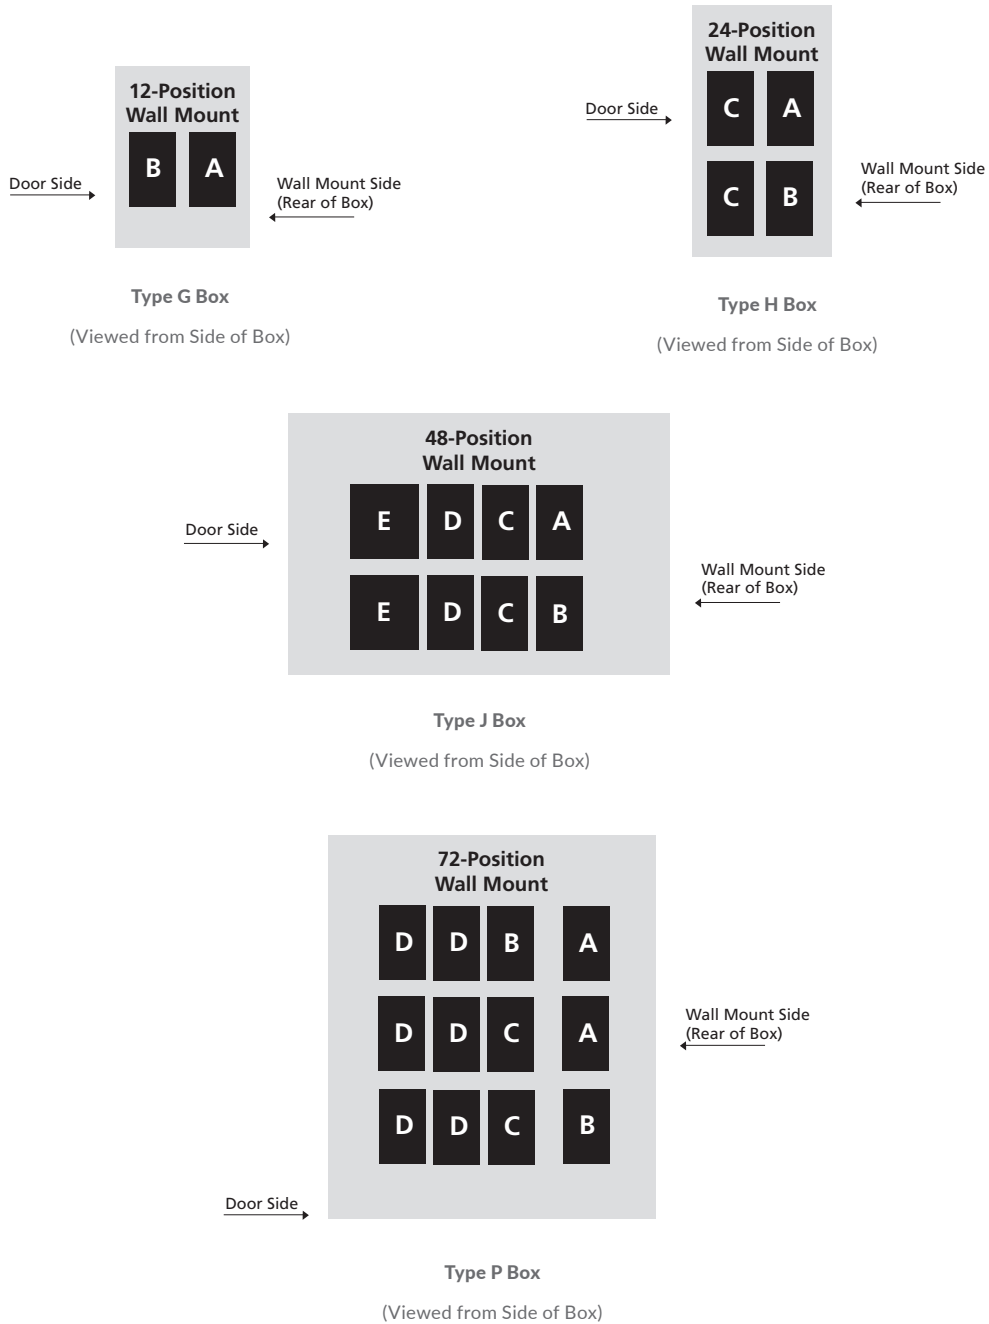 12-Position
Wall Mount
B A
Door Side
Wall Mount Side
(Rear of Box)
Type G Box
(Viewed from Side of Box)
24-Position
Wall Mount
C A
Door Side
C B
Wall Mount Side
(Rear of Box)
Type H Box
(Viewed from Side of Box)
48-Position
Wall Mount
E D C A
Door Side
E D C B
Wall Mount Side
(Rear of Box)
Type J Box
(Viewed from Side of Box)
72-Position
Wall Mount
D D B A
D D C A
Wall Mount Side
(Rear of Box)
D D C B
Door Side
Type P Box
(Viewed from Side of Box)